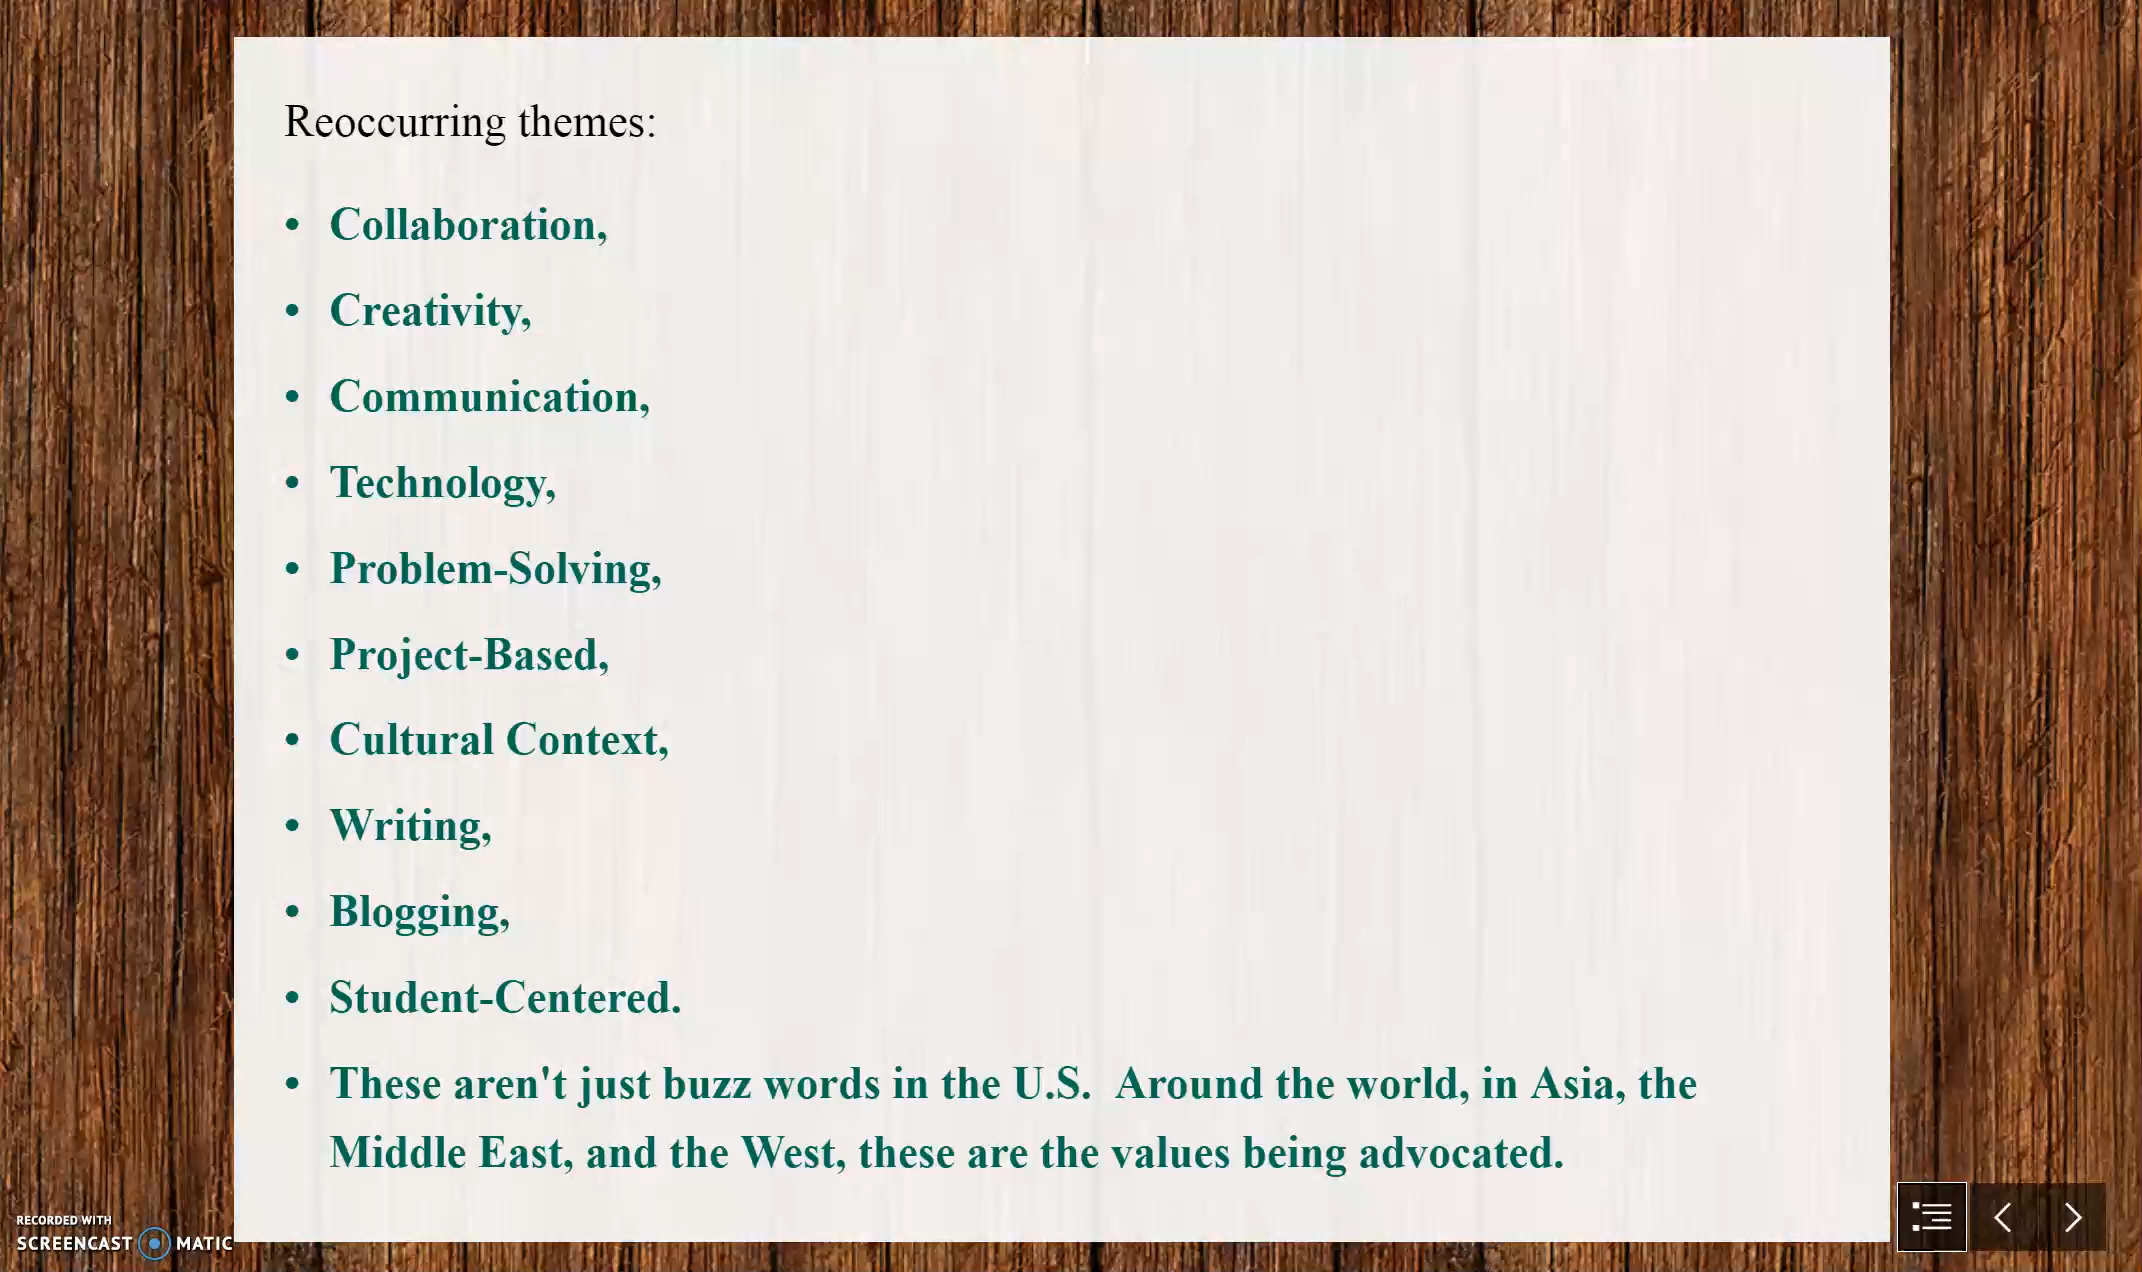 Reoccurring themes:
• Collaboration,
• Creativity,
• Communication,
• Technology,
• Problem-Solving,
• Project-Based,
• Cultural Context,
• Writing,
• Blogging,
• Student-Centered.
• These aren't just buzz words in the U.S.  Around the world, in Asia, the
Middle East, and the West, these are the values being advocated.
RECORDED WITH
SCREENCAST MATIC